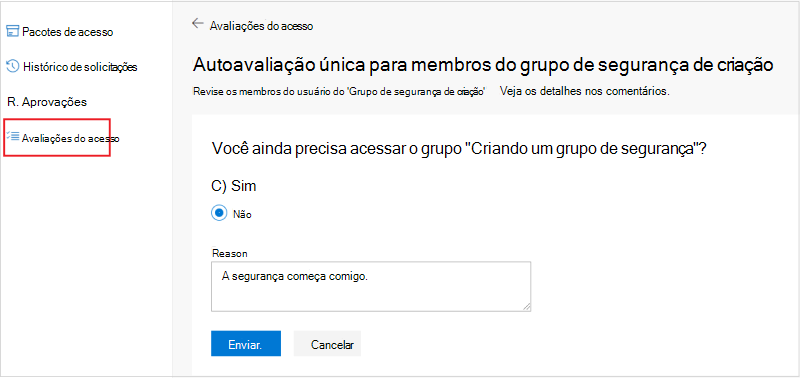 Pacotes de acesso
Histórico de solicitações
R. Aprovações
Avaliações do acesso
Avaliações do acesso
Autoavaliação única para membros do grupo de segurança de criação
Revise os membros do usuário do 'Grupo de segurança de criação' Veja os detalhes nos comentários.
Você ainda precisa acessar o grupo "Criando um grupo de segurança"?
C) Sim
Não
Reason
A segurança começa comigo.
Enviar. Cancelar